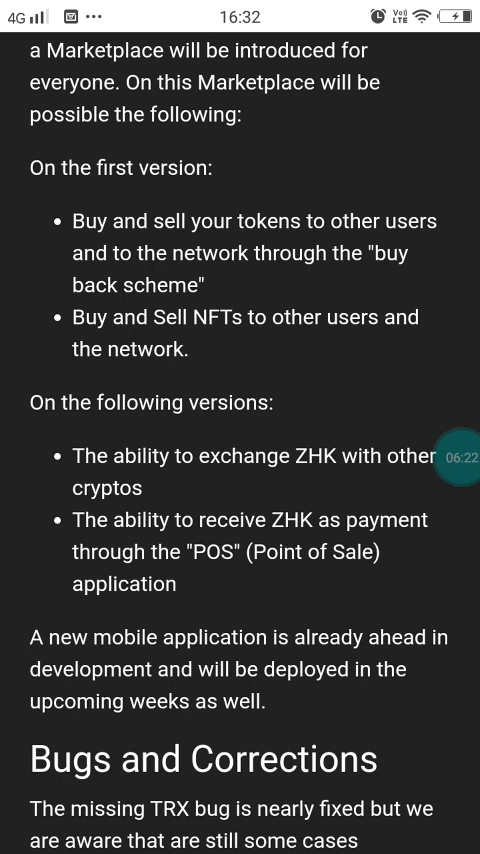 4G 16:32 Vo)) LTE
a Marketplace will be introduced for
everyone. On this Marketplace will be
possible the following:
On the first version:
• Buy and sell your tokens to other users
and to the network through the "buy
back scheme"
• Buy and Sell NFTs to other users and
the network.
On the following versions:
• The ability to exchange ZHK with other
06:22
cryptos
• The ability to receive ZHK as payment
through the "POS" (Point of Sale)
application
A new mobile application is already ahead in
development and will be deployed in the
upcoming weeks as well.
Bugs and Corrections
The missing TRX bug is nearly fixed but we
are aware that are still some cases